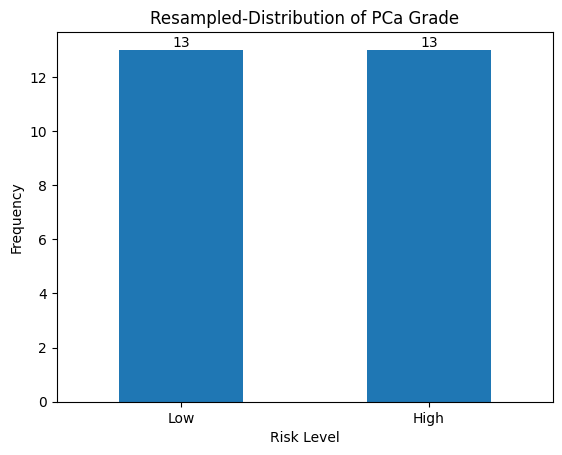 Resampled-Distribution of PCa Grade
13 13
12
10
8
6
4
2
0
Frequency
Low High
Risk Level